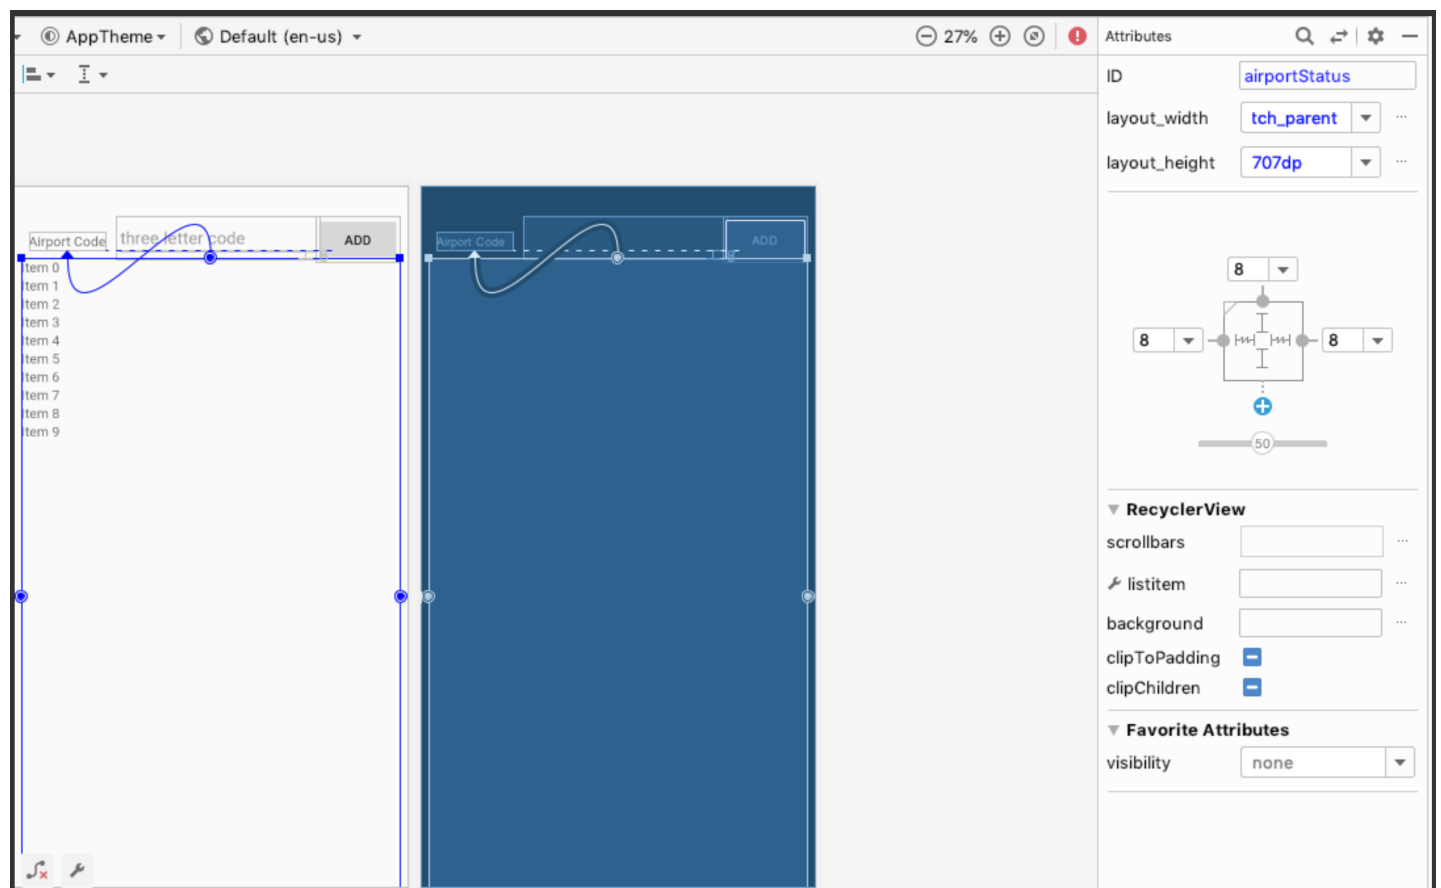 AppTheme
Default (en-us)
27%
Attributes
ID
airportStatus
layout_width
tch_parent
...
layout_height
707dp
...
Airport Code
three letter code
ADD
Airport Code
ADD
8
8
Item 0
Item 1
Item 2
Item 3
Item 4
Item 5
Item 6
Item 7
Item 8
Item 9
8
8
8
50
RecyclerView
scrollbars
...
listitem
...
background
...
clipToPadding
clipChildren
Favorite Attributes
visibility
none